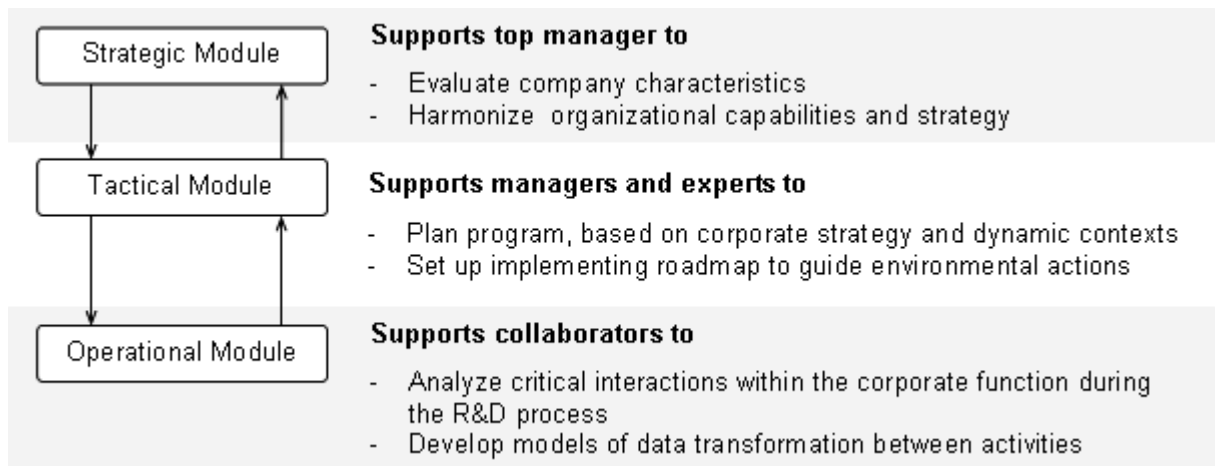 Strategic Module
Supports top manager to
- Evaluate company characteristics
- Harmonize organizational capabilities and strategy
Tactical Module
Supports managers and experts to
- Plan program, based on corporate strategy and dynamic contexts
- Set up implementing roadmap to guide environmental actions
Operational Module
Supports collaborators to
- Analyze critical interactions within the corporate function during
the R&D process
- Develop models of data transformation between activities